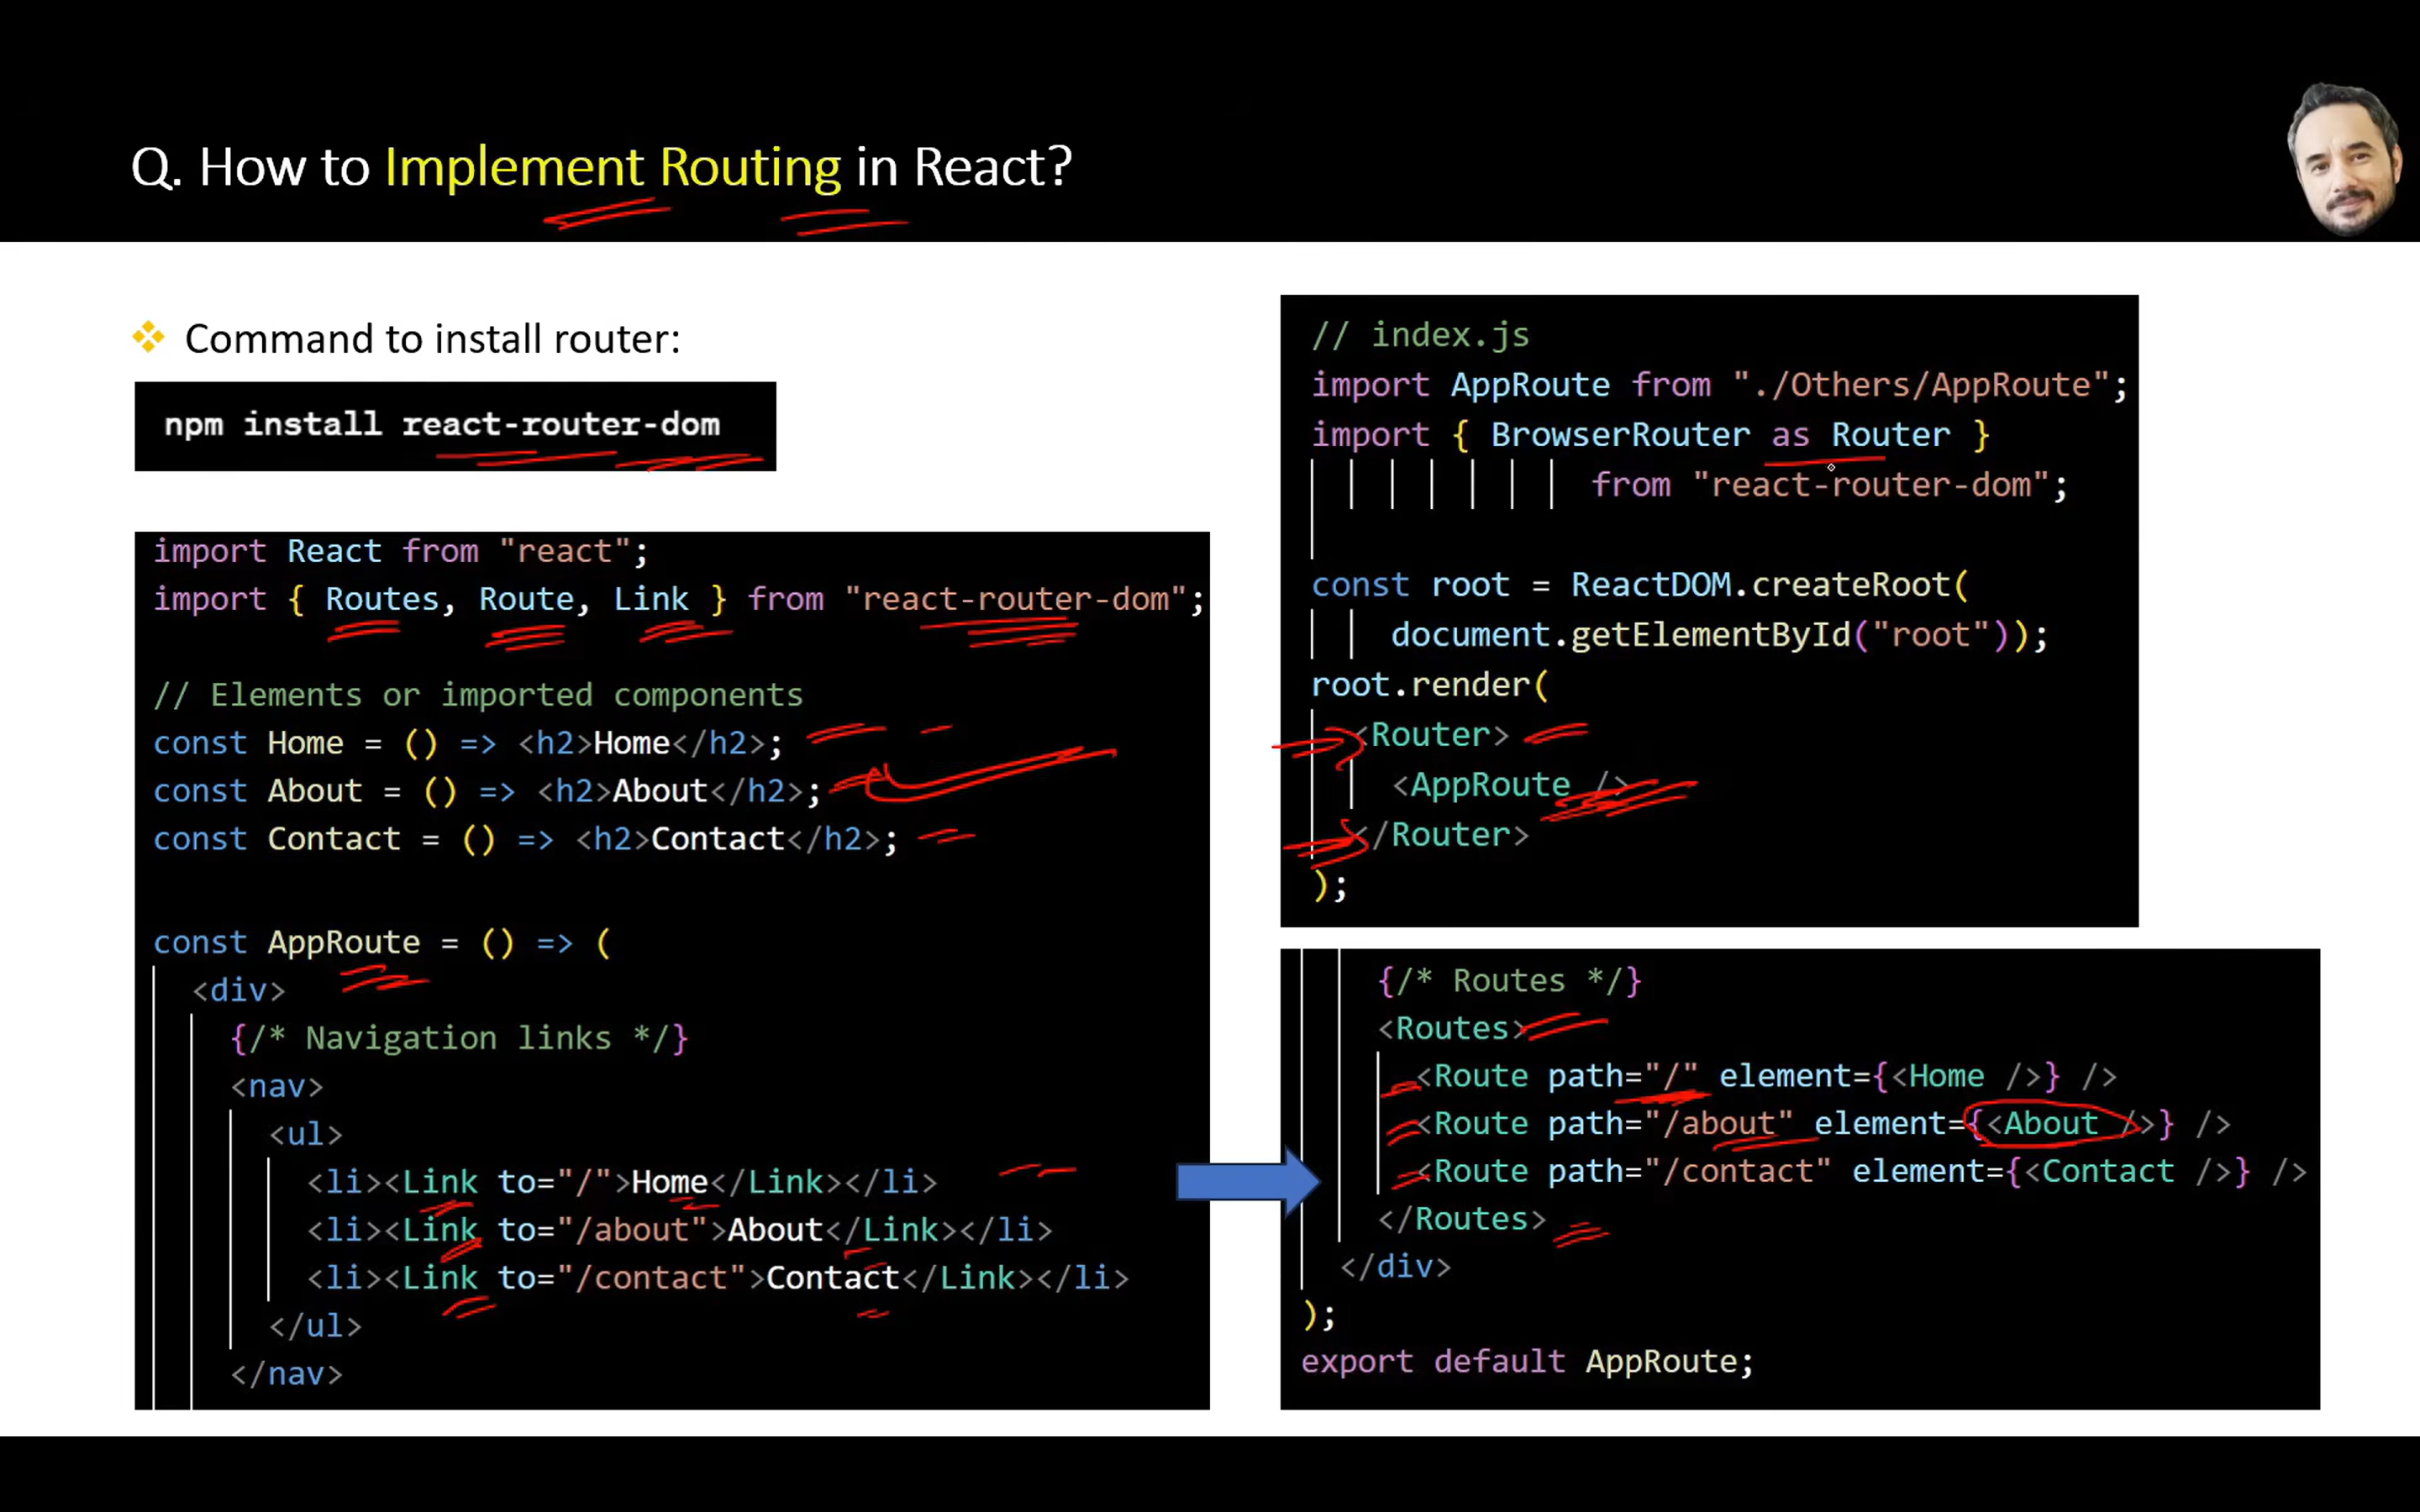 Q. How to Implement Routing in React?
Command to install router:
npm install react-router-dom
import React from "react";
import { Routes, Route, Link } from "react-router-dom";
// Elements or imported components
const Home = () => <h2>Home</h2>;
const About = () => <h2>About</h2>;
const Contact = () => <h2>Contact</h2>;
const AppRoute = () => (
<div>
{/* Navigation links */}
<nav>
<ul>
<li><Link to="/">Home</Link></li>
<li><Link to="/about">About</Link></li>
<li><Link to="/contact">Contact</Link></li>
</ul>
</nav>
// index.js
import AppRoute from "./Others/AppRoute";
import { BrowserRouter as Router }
from "react-router-dom";
const root = ReactDOM.createRoot(
document.getElementById("root"));
root.render(
<Router>
<AppRoute />
</Router>
);
{/* Routes */}
<Routes>
<Route path="/" element={<Home />} />
<Route path="/about" element={<About />} />
<Route path="/contact" element={<Contact />} />
</Routes>
</div>
);
export default AppRoute;